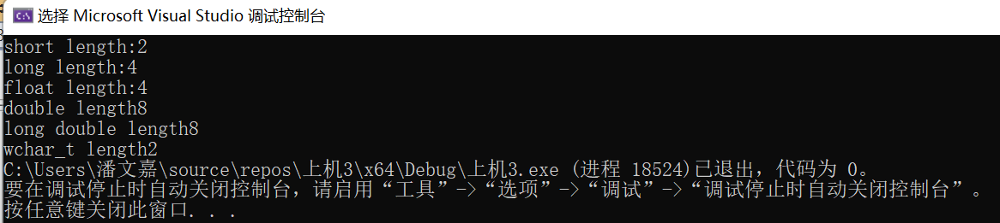 选择 Microsoft Visual Studio 调试控制台
short length:2
long length:4
float length:4
double length8
long double length8
wchar_t length2
C:\Users\潘文嘉\source\repos\上机3\x64\Debug\上机3.exe (进程 18524)已退出，代码为 0。
要在调试停止时自动关闭控制台，请启用“工具”->“选项”->“调试”->“调试停止时自动关闭控制台”。
按任意键关闭此窗口. . .